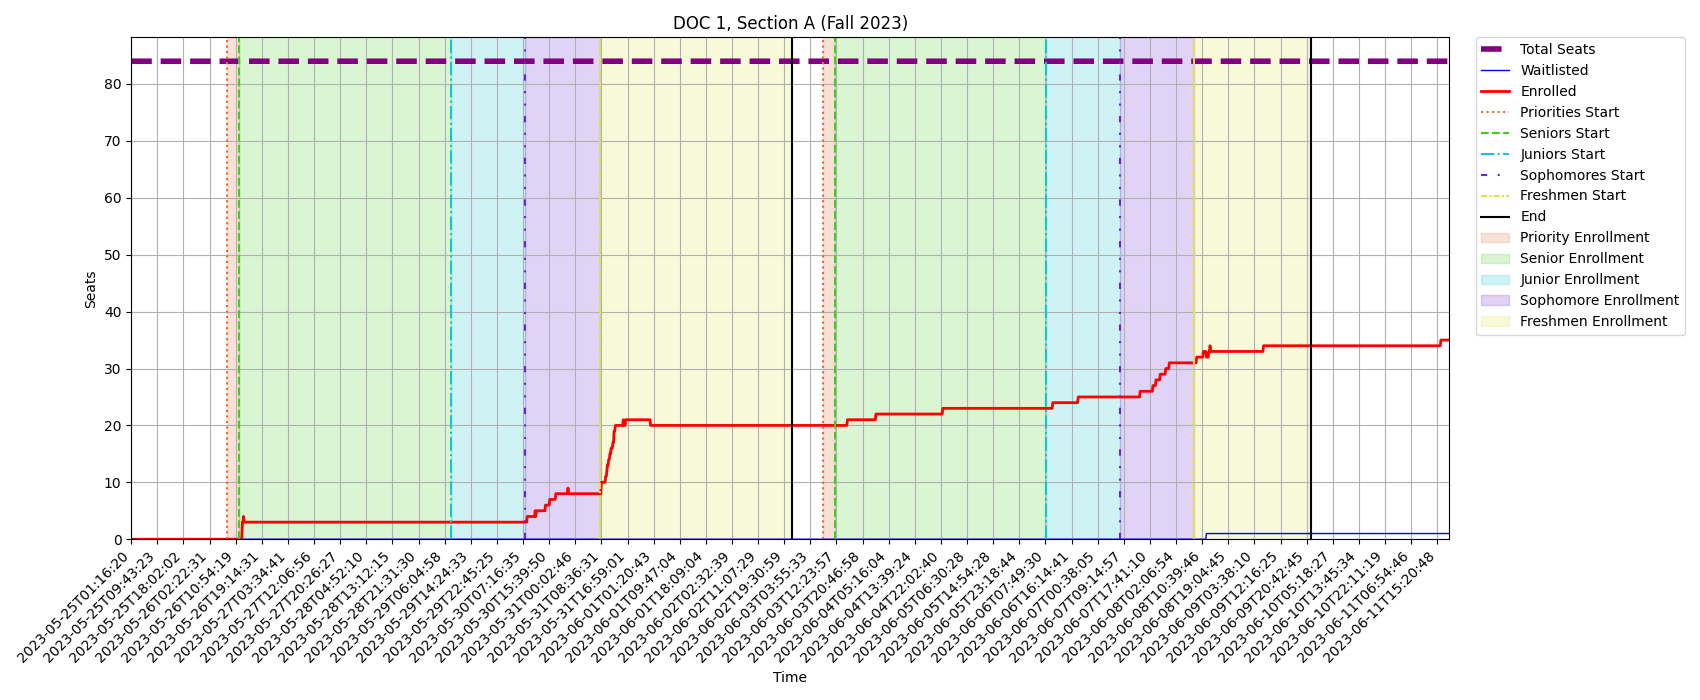 DOC 1, Section A (Fall 2023)
Seats
80
70
60
50
40
30
20
10
0
2023-05-25T01:16:20
2023-05-25T09:43:23
2023-05-25T18:02:02
2023-05-26T02:22:31
2023-05-26T10:54:19
2023-05-26T19:14:31
2023-05-27T03:34:41
2023-05-27T12:06:56
2023-05-27T20:26:27
2023-05-28T04:52:10
2023-05-28T13:12:15
2023-05-28T21:31:30
2023-05-29T06:04:58
2023-05-29T14:24:33
2023-05-29T22:45:25
2023-05-30T07:16:35
2023-05-30T15:39:50
2023-05-31T00:02:46
2023-05-31T08:36:31
2023-05-31T16:59:01
2023-06-01T01:20:43
2023-06-01T09:47:04
2023-06-01T18:09:04
2023-06-02T02:32:39
2023-06-02T11:07:29
2023-06-02T19:30:59
2023-06-03T03:55:33
2023-06-03T12:23:57
2023-06-03T20:46:58
2023-06-04T05:16:04
2023-06-04T13:39:24
2023-06-04T22:02:40
2023-06-05T06:30:28
2023-06-05T14:54:28
2023-06-05T23:18:44
2023-06-06T07:49:30
2023-06-06T16:14:41
2023-06-07T00:38:05
2023-06-07T09:14:57
2023-06-07T17:41:10
2023-06-08T02:06:54
2023-06-08T10:39:46
2023-06-08T19:04:45
2023-06-09T03:38:10
2023-06-09T12:16:25
2023-06-09T20:42:45
2023-06-10T05:18:27
2023-06-10T13:45:34
2023-06-10T22:11:19
2023-06-11T06:54:46
2023-06-11T15:20:48
Time
Total Seats
Waitlisted
Enrolled
Priorities Start
Seniors Start
Juniors Start
Sophomores Start
Freshmen Start
End
Priority Enrollment
Senior Enrollment
Junior Enrollment
Sophomore Enrollment
Freshmen Enrollment